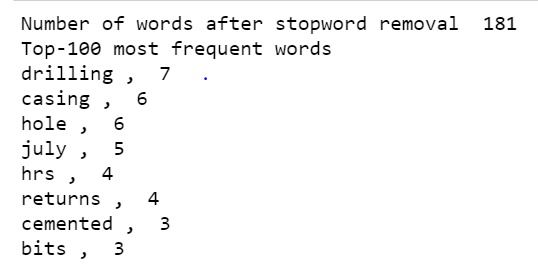 Number of words after stopword removal  181
Top-100 most frequent words
drilling ,  7
casing ,  6
hole ,  6
july ,  5
hrs ,  4
returns ,  4
cemented ,  3
bits ,  3